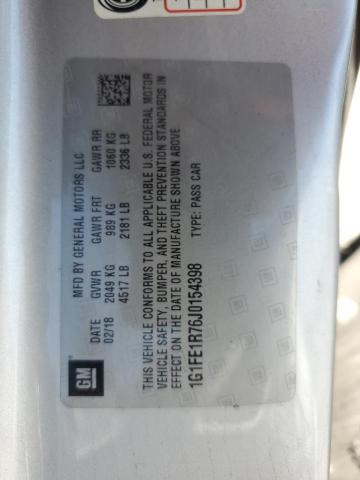 GM
MFD BY GENERAL MOTORS LLC
DATE GVWR GAWR FRT GAWR RR
02/18 2049 KG 989 KG 1060 KG
4517 LB 2181 LB 2336 LB
THIS VEHICLE CONFORMS TO ALL APPLICABLE U.S. FEDERAL MOTOR
VEHICLE SAFETY, BUMPER, AND THEFT PREVENTION STANDARDS IN
EFFECT ON THE DATE OF MANUFACTURE SHOWN ABOVE
1G1FE1R76J0154398 TYPE: PASS CAR